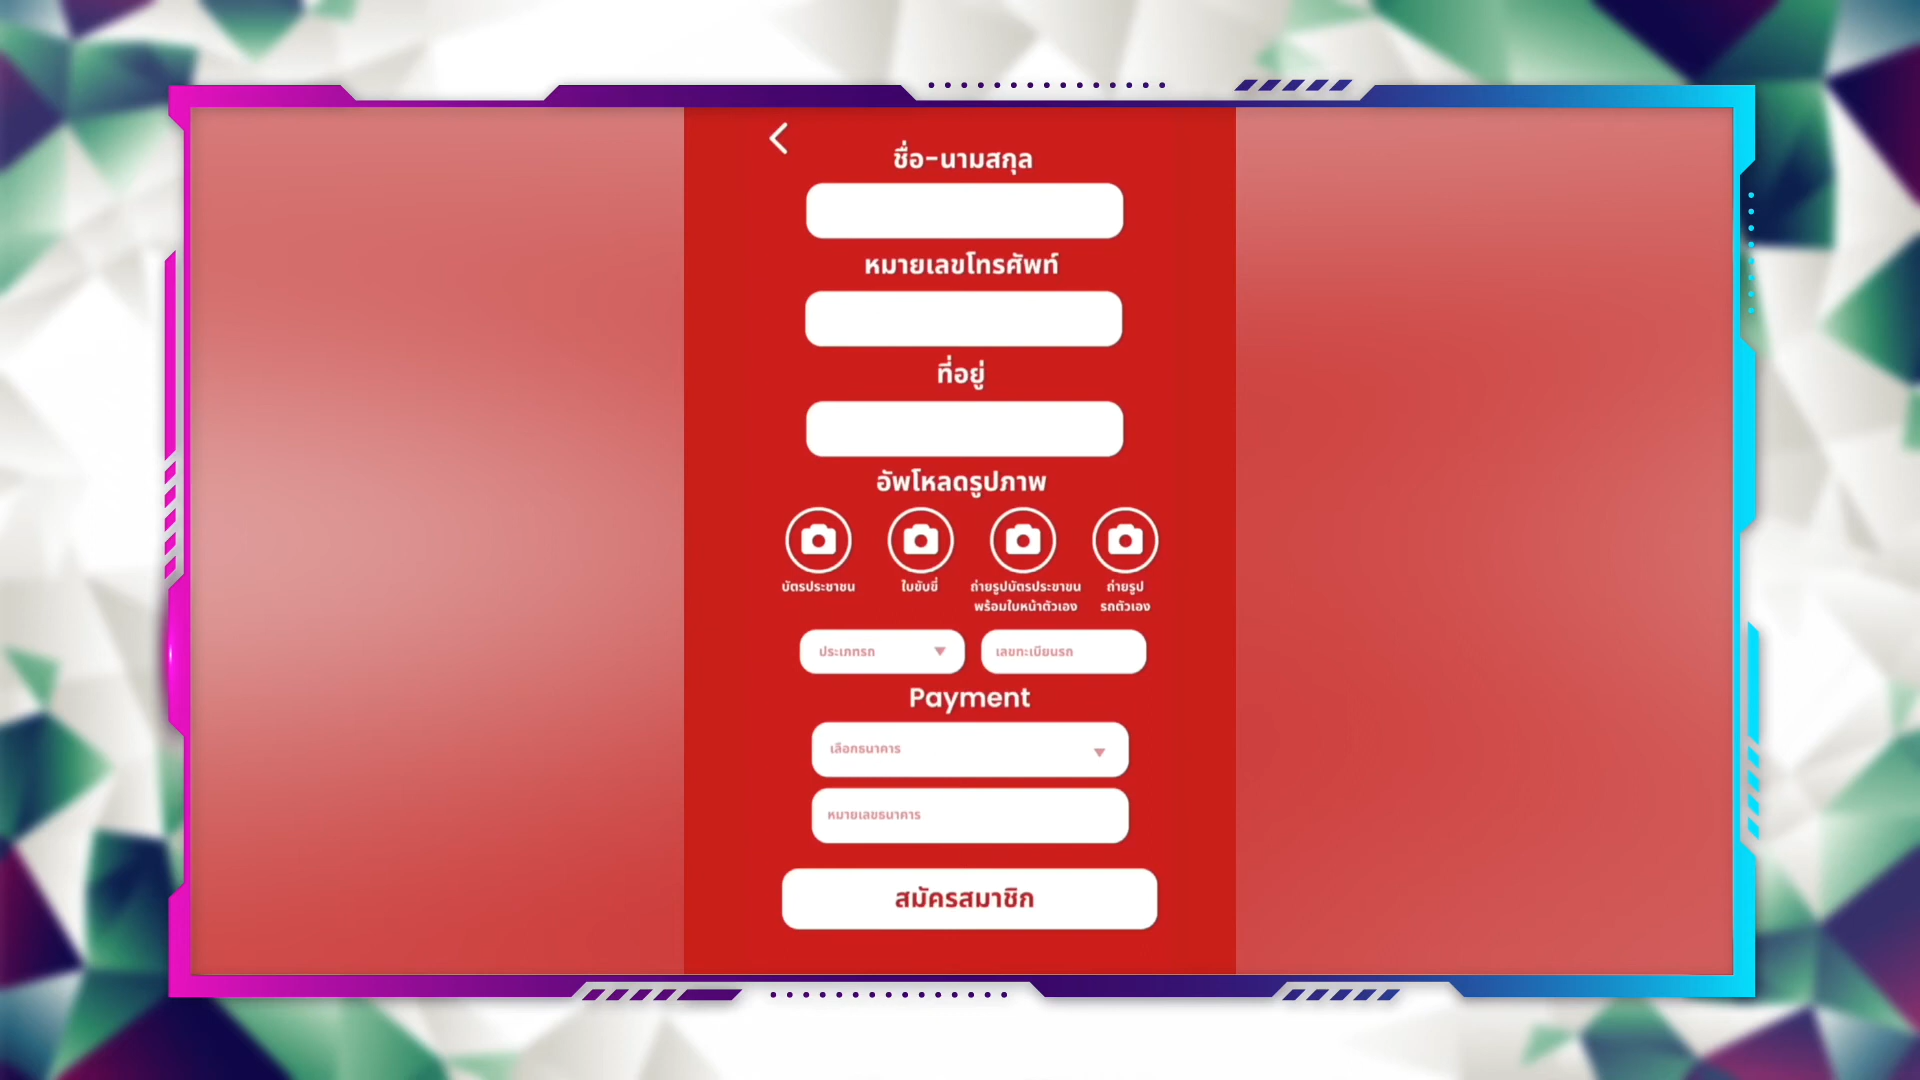 ชื่อ-นามสกุล
หมายเลขโทรศัพท์
ที่อยู่
อัพโหลดรูปภาพ
บัตรประชาชน
ใบขับขี่
ถ่ายรูปบัตรประชาชน
พร้อมใบหน้าตัวเอง
ถ่ายรูป
รถตัวเอง
ประเภทรถ
เลขทะเบียนรถ
Payment
เลือกธนาคาร
หมายเลขธนาคาร
สมัครสมาชิก